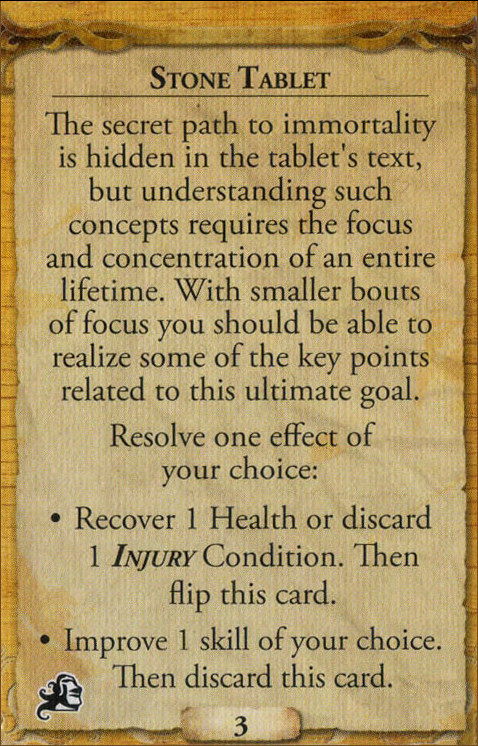 STONE TABLET
The secret path to immortality
is hidden in the tablet's text,
but understanding such
concepts requires the focus
and concentration of an entire
lifetime. With smaller bouts
of focus you should be able to
realize some of the key points
related to this ultimate goal.
Resolve one effect of
your choice:
• Recover 1 Health or discard
1 INJURY Condition. Then
flip this card.
• Improve 1 skill of your choice.
Then discard this card.
3